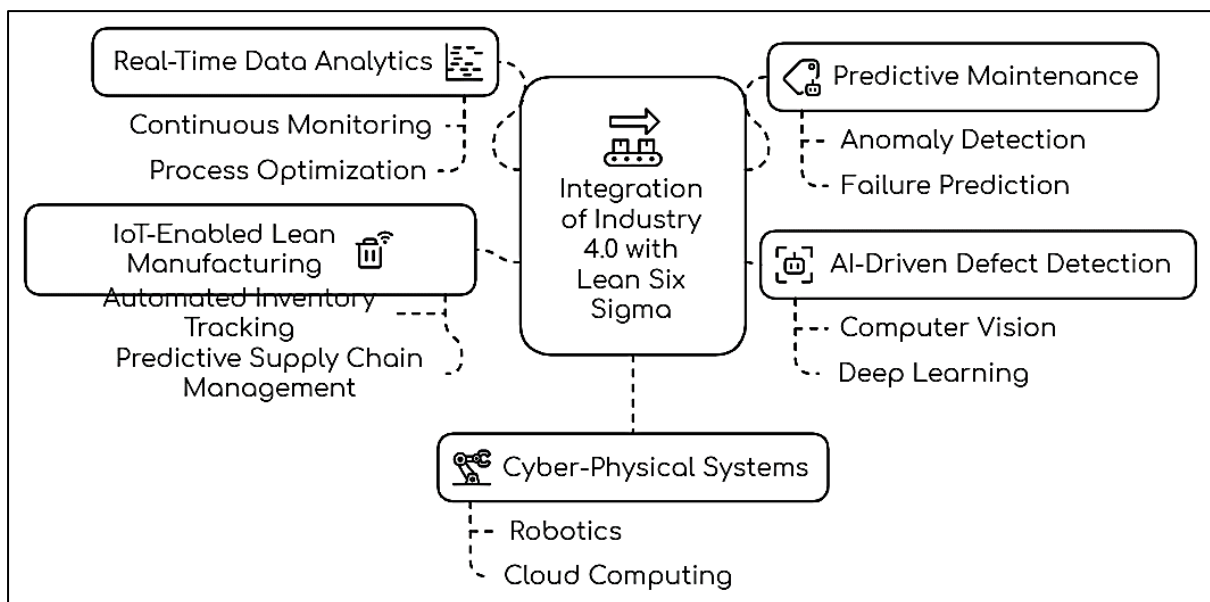 Real-Time Data Analytics
Continuous Monitoring
Process Optimization
IoT-Enabled Lean
Manufacturing
Automated Inventory
Tracking
Predictive Supply Chain
Management
Integration
of Industry
4.0 with
Lean Six
Sigma
Predictive Maintenance
Anomaly Detection
Failure Prediction
AI-Driven Defect Detection
Computer Vision
Deep Learning
Cyber-Physical Systems
Robotics
Cloud Computing